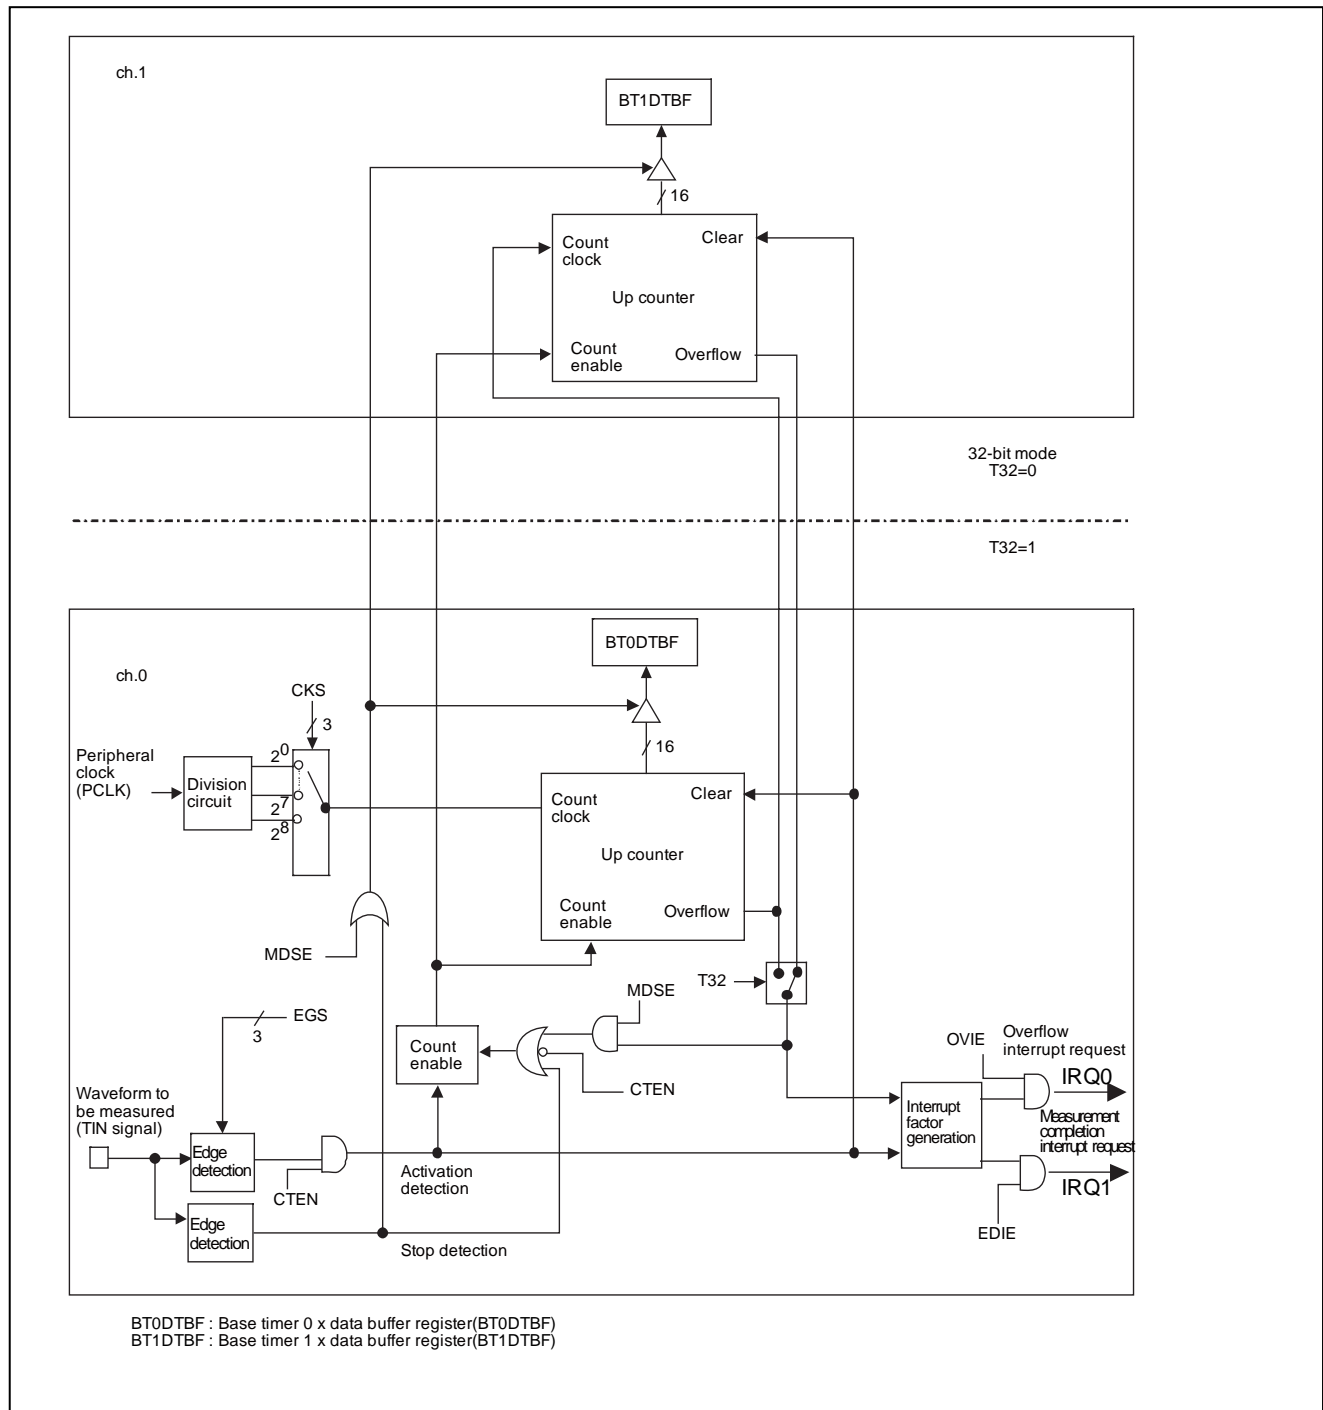 ch.1
BT1DTBF
16
Count
clock
Clear
Up counter
Count
enable
Overflow
32-bit mode
T32=0
T32=1
ch.0
BT0DTBF
CKS
3
16
Peripheral
clock
(PCLK)
Division
circuit
2^0
2^7
2^8
Count
clock
Clear
Up counter
Count
enable
Overflow
MDSE
T32
MDSE
EGS
3
Count
enable
CTEN
OVIE
Overflow
interrupt request
IRQ0
Waveform to
be measured
(TIN signal)
Interrupt
factor
generation
Measurement
completion
interrupt request
IRQ1
Edge
detection
CTEN
Activation
detection
Edge
detection
Stop detection
EDIE
BT0DTBF : Base timer 0 x data buffer register(BT0DTBF)
BT1DTBF : Base timer 1 x data buffer register(BT1DTBF)